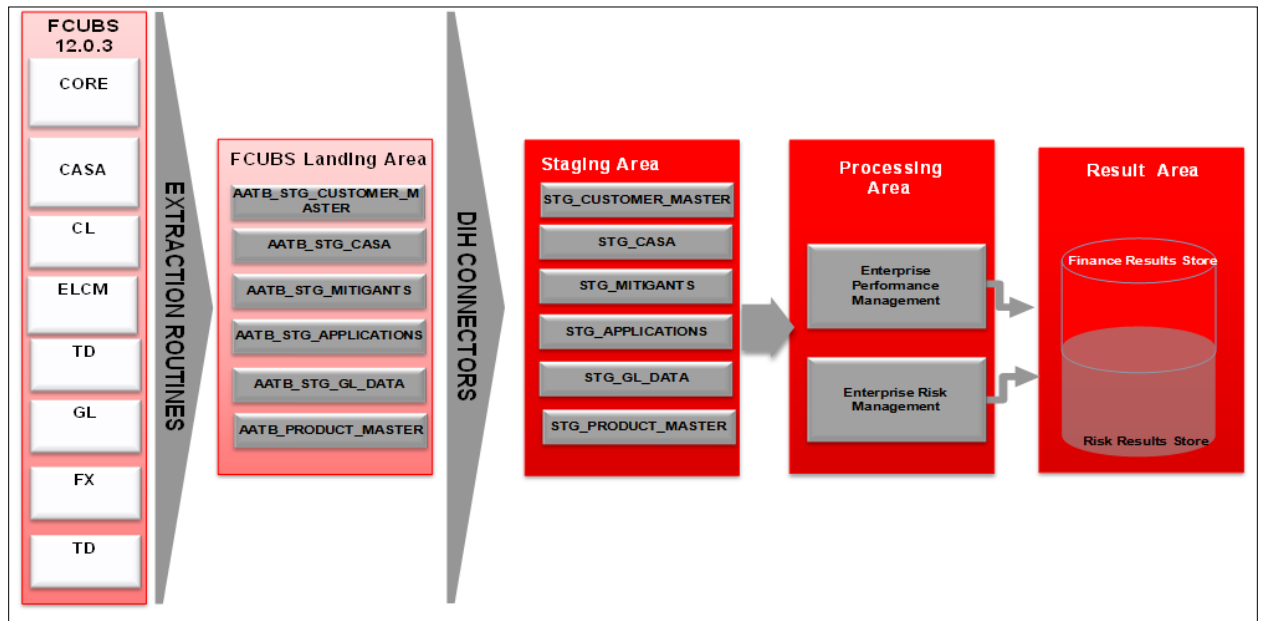 FCUBS
12.0.3
CORE
CASA
CL
ELCM
TD
GL
FX
TD
EXTRACTION ROUTINES
FCUBS Landing Area
AATB_STG_CUSTOMER_M
ASTER
AATB_STG_CASA
AATB_STG_MITIGANTS
AATB_STG_APPLICATIONS
AATB_STG_GL_DATA
AATB_PRODUCT_MASTER
DIH CONNECTORS
Staging Area
STG_CUSTOMER_MASTER
STG_CASA
STG_MITIGANTS
STG_APPLICATIONS
STG_GL_DATA
STG_PRODUCT_MASTER
Processing
Area
Enterprise
Performance
Management
Enterprise Risk
Management
Result Area
Finance Results Store
Risk Results Store